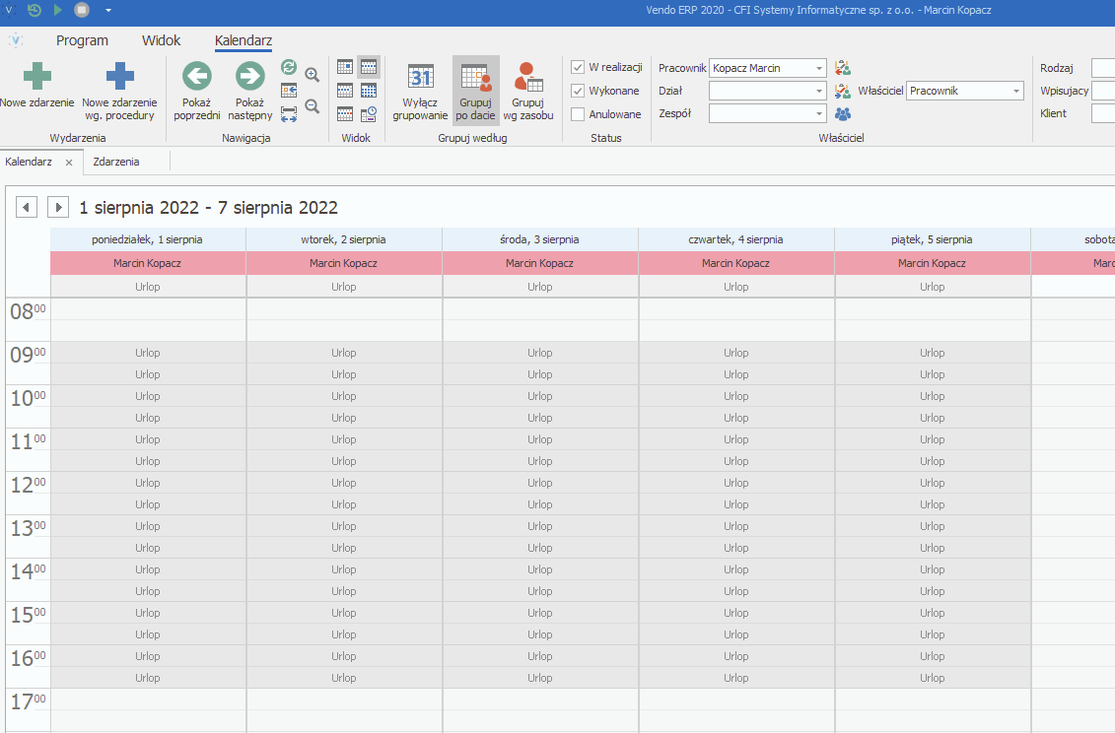 Vendo ERP 2020 - CFI Systemy Informatyczne sp. z o.o. - Marcin Kopacz
Program Widok Kalendarz
Nowe zdarzenie
Nowe zdarzenie wg. procedury
Wydarzenia
Pokaż poprzedni
Pokaż następny
Nawigacja
Widok
31
Wyłącz grupowanie
Grupuj po dacie
Grupuj wg zasobu
Grupuj według
W realizacji
Wykonane
Anulowane
Status
Pracownik Kopacz Marcin
Dział
Zespół
Właściciel Pracownik
Właściciel
Rodzaj
Wpisujacy
Klient
Kalendarz × Zdarzenia
1 sierpnia 2022 - 7 sierpnia 2022
poniedziałek, 1 sierpnia wtorek, 2 sierpnia środa, 3 sierpnia czwartek, 4 sierpnia piątek, 5 sierpnia sobota
Marcin Kopacz Marcin Kopacz Marcin Kopacz Marcin Kopacz Marcin Kopacz Marc
Urlop Urlop Urlop Urlop Urlop
08 00
09 00 Urlop Urlop Urlop Urlop Urlop
Urlop Urlop Urlop Urlop Urlop
10 00 Urlop Urlop Urlop Urlop Urlop
Urlop Urlop Urlop Urlop Urlop
11 00 Urlop Urlop Urlop Urlop Urlop
Urlop Urlop Urlop Urlop Urlop
12 00 Urlop Urlop Urlop Urlop Urlop
Urlop Urlop Urlop Urlop Urlop
13 00 Urlop Urlop Urlop Urlop Urlop
Urlop Urlop Urlop Urlop Urlop
14 00 Urlop Urlop Urlop Urlop Urlop
Urlop Urlop Urlop Urlop Urlop
15 00 Urlop Urlop Urlop Urlop Urlop
Urlop Urlop Urlop Urlop Urlop
16 00 Urlop Urlop Urlop Urlop Urlop
Urlop Urlop Urlop Urlop Urlop
17 00